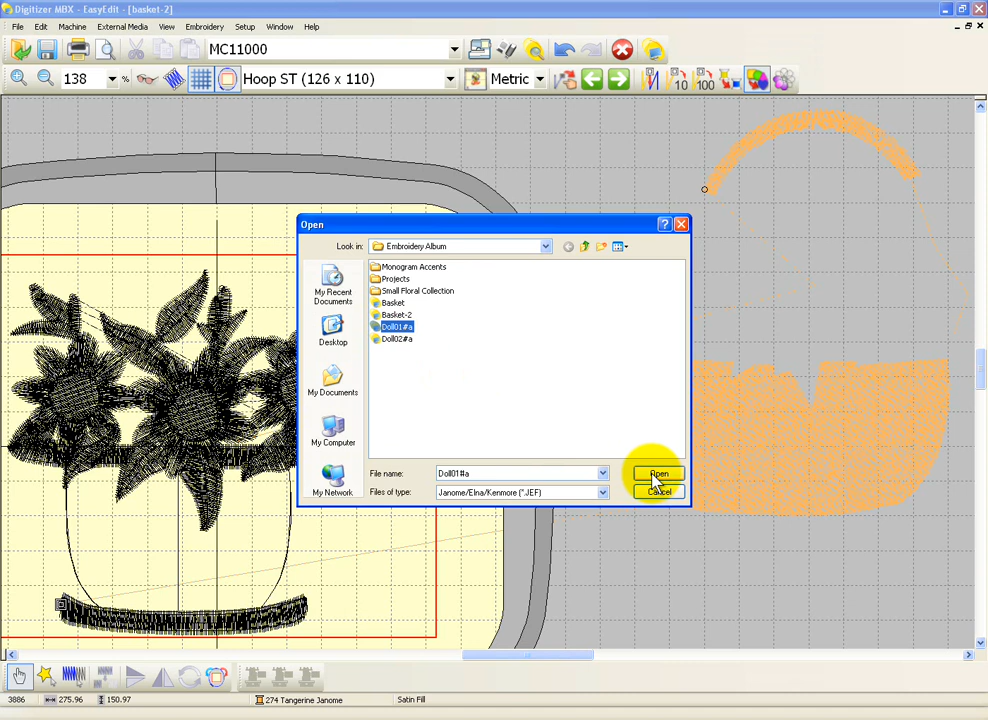 Digitizer MBX - EasyEdit - [basket-2]
File Edit Machine External Media View Embroidery Setup Window Help
MC11000
138 % Hoop ST (126 x 110) Metric 10 100
Open
Look in: Embroidery Album
My Recent Documents
Desktop
My Documents
My Computer
My Network
Monogram Accents
Projects
Small Floral Collection
Basket
Basket-2
Doll01#a
Doll02#a
File name: Doll01#a Open
Files of type: Janome/Elna/Kenmore (*.JEF) Cancel
3886 275.96 150.97 274 Tangerine Janome Satin Fill